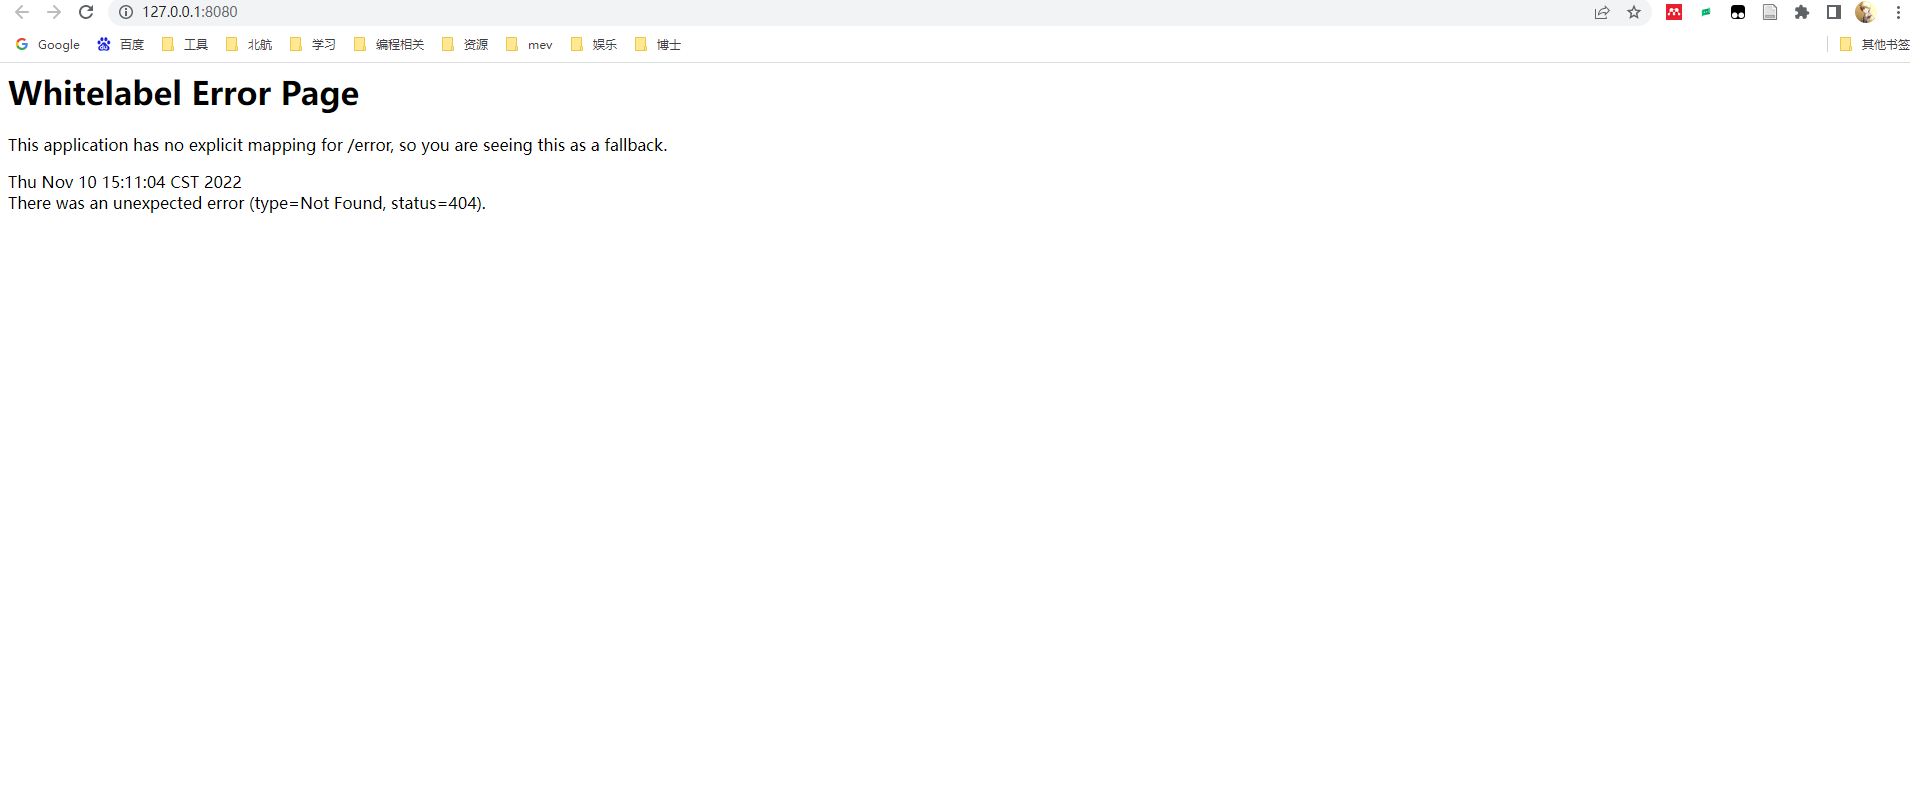 127.0.0.1:8080
Google 百度 工具 北航 学习 编程相关 资源 mev 娱乐 博士 其他书签
Whitelabel Error Page
This application has no explicit mapping for /error, so you are seeing this as a fallback.
Thu Nov 10 15:11:04 CST 2022
There was an unexpected error (type=Not Found, status=404).